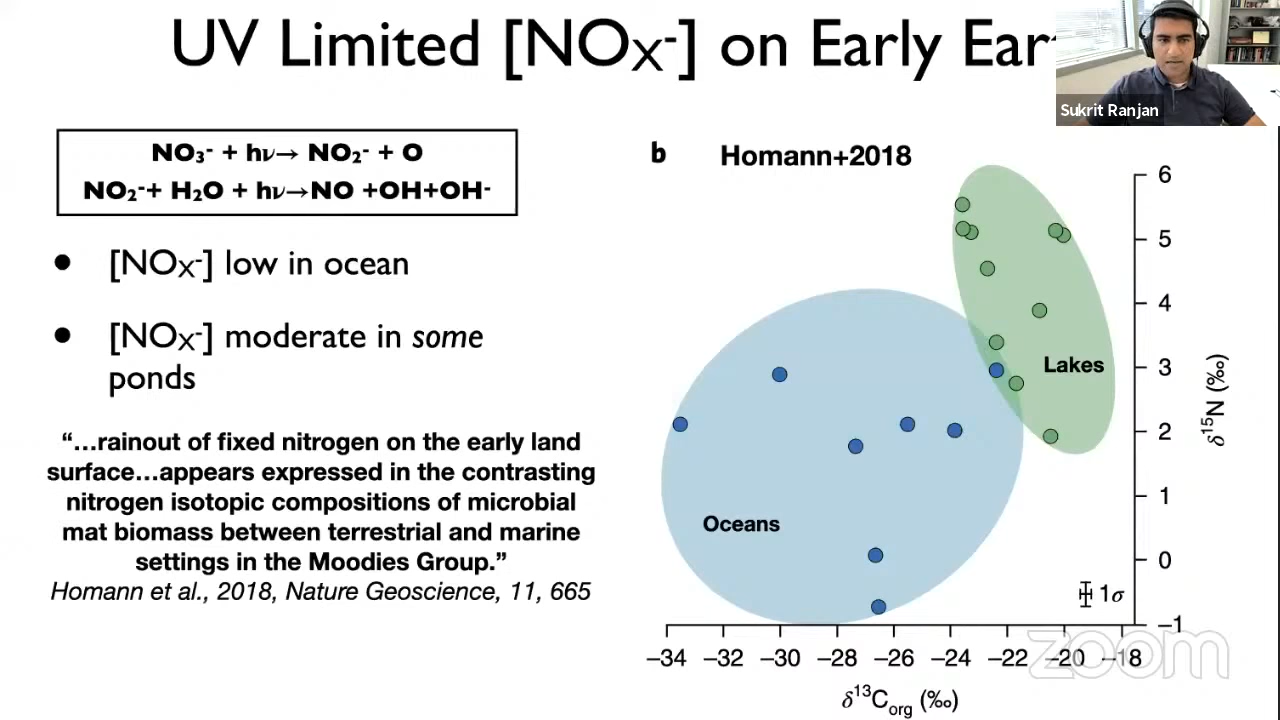 UV Limited [NOx-] on Early Ear
Sukrit Ranjan
NO3- + hν→ NO2- + O
NO2-+ H2O + hν→NO +OH+OH-
● [NOx-] low in ocean
● [NOx-] moderate in some
ponds
“...rainout of fixed nitrogen on the early land
surface...appears expressed in the contrasting
nitrogen isotopic compositions of microbial
mat biomass between terrestrial and marine
settings in the Moodies Group.”
Homann et al., 2018, Nature Geoscience, 11, 665
b Homann+2018
6
5
4
3
2
1
0
–1
δ15N (‰)
Lakes
Oceans
1σ
–34 –32 –30 –28 –26 –24 –22 –20 –18
δ13Corg (‰)
zoom